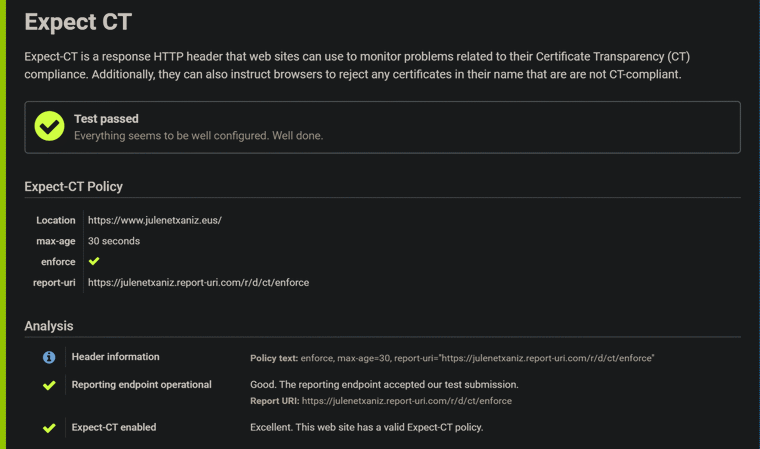 Expect CT
Expect-CT is a response HTTP header that web sites can use to monitor problems related to their Certificate Transparency (CT)
compliance. Additionally, they can also instruct browsers to reject any certificates in their name that are are not CT-compliant.
Test passed
Everything seems to be well configured. Well done.
Expect-CT Policy
Location https://www.julenetxaniz.eus/
max-age 30 seconds
enforce
report-uri https://julenetxaniz.report-uri.com/r/d/ct/enforce
Analysis
Header information Policy text: enforce, max-age=30, report-uri="https://julenetxaniz.report-uri.com/r/d/ct/enforce"
Reporting endpoint operational Good. The reporting endpoint accepted our test submission.
Report URI: https://julenetxaniz.report-uri.com/r/d/ct/enforce
Expect-CT enabled Excellent. This web site has a valid Expect-CT policy.